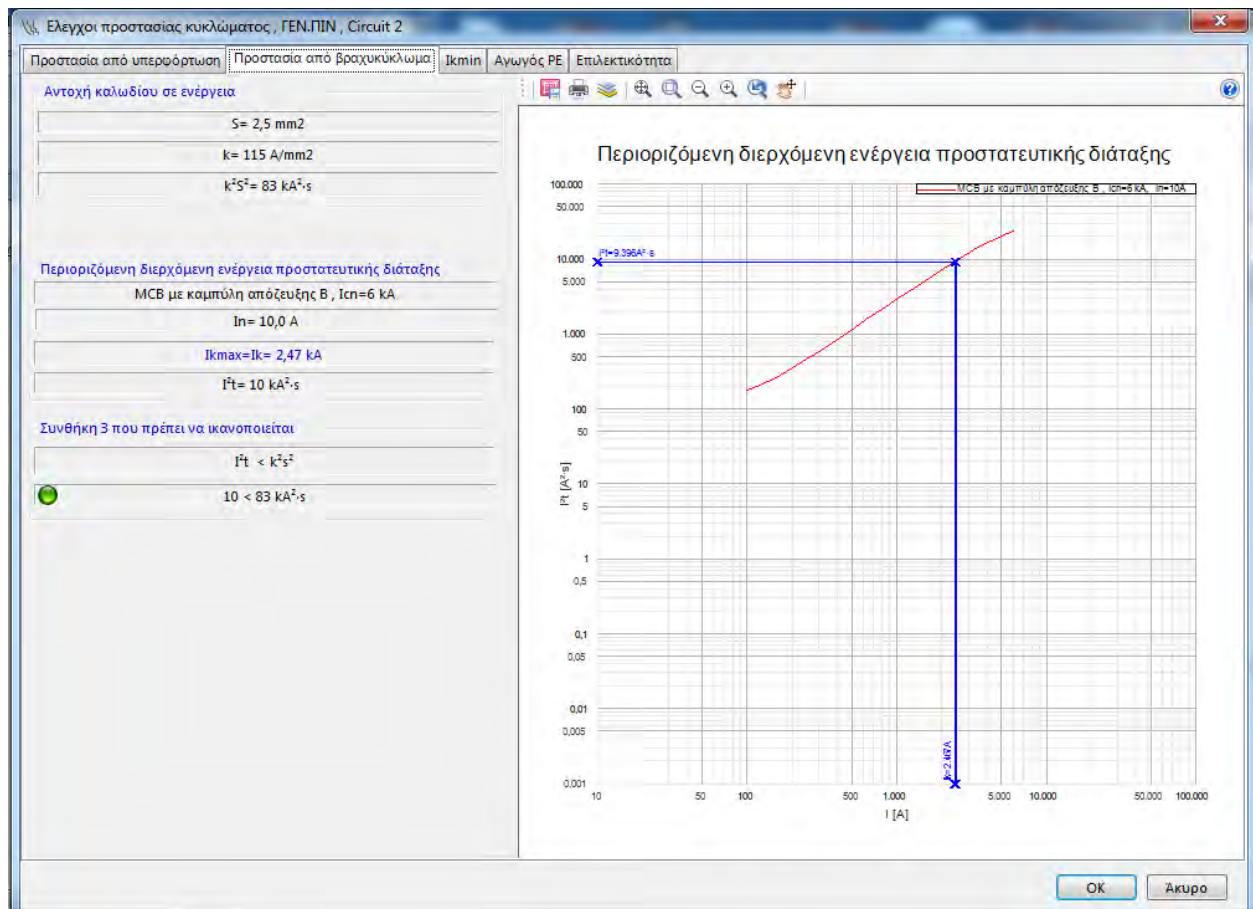 Ελεγχοι προστασίας κυκλώματος , ΓΕΝ.ΠΙΝ , Circuit 2
Προστασία από υπερφόρτωση Προστασία από βραχυκύκλωμα Ikmin Αγωγός PE Επιλεκτικότητα
Αντοχή καλωδίου σε ενέργεια
S= 2,5 mm2
k= 115 A/mm2
k²S²= 83 kA²·s
Περιοριζόμενη διερχόμενη ενέργεια προστατευτικής διάταξης
MCB με καμπύλη απόζευξης B , Icn=6 kA
In= 10,0 A
Ikmax=Ik= 2,47 kA
I²t= 10 kA²·s
Συνθήκη 3 που πρέπει να ικανοποιείται
I²t < k²s²
10 < 83 kA²·s
Περιοριζόμενη διερχόμενη ενέργεια προστατευτικής διάταξης
MCB με καμπύλη απόζευξης B , Icn=6 kA, In=10A
100.000
50.000
I²t=9.396A²·s
10.000
5.000
1.000
500
100
50
I²t [A²·s]
10
5
1
0,5
0,1
0,05
0,01
0,005
0,001
10 50 100 500 1.000 5.000 10.000 50.000 100.000
I [A]
OK Άκυρο